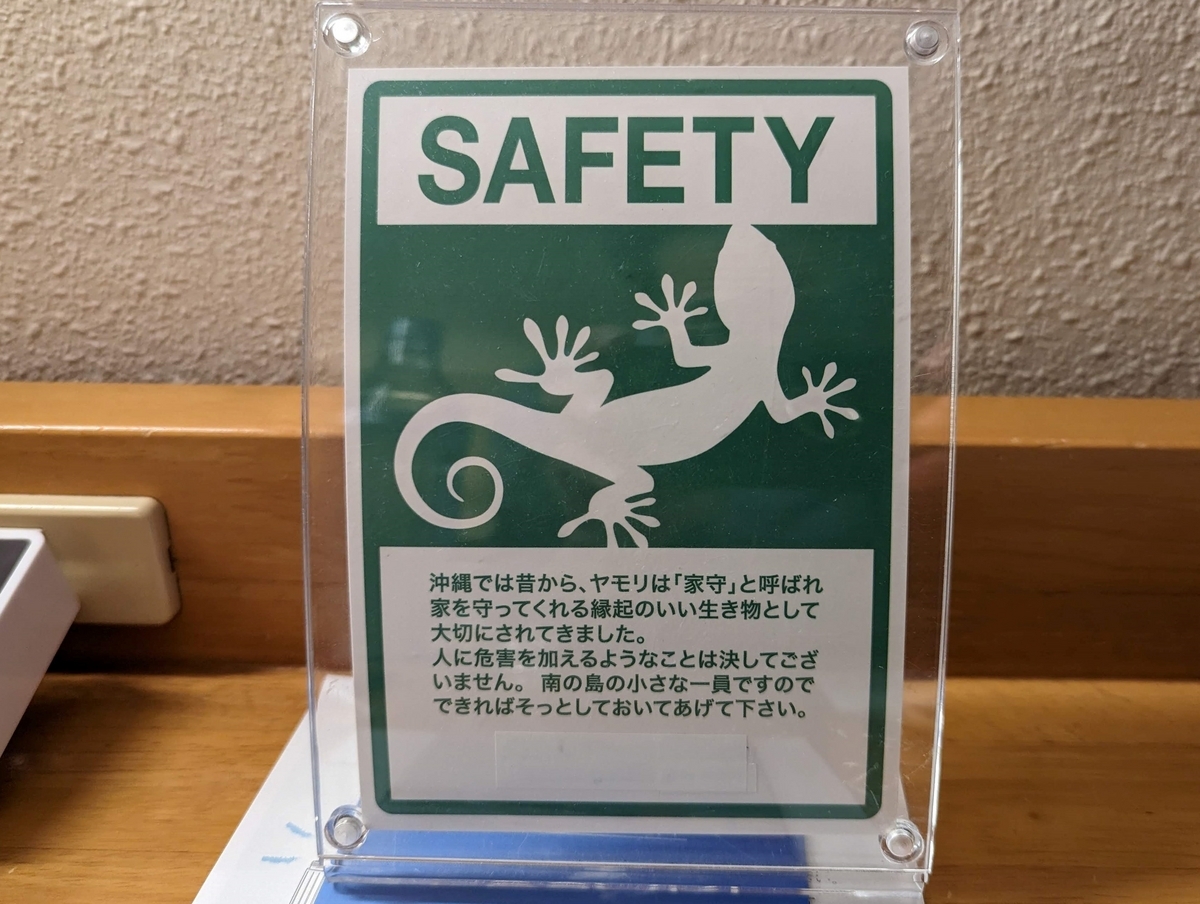 SAFETY
沖縄では昔から、ヤモリは「家守」と呼ばれ
家を守ってくれる縁起のいい生き物として
大切にされてきました。
人に危害を加えるようなことは決してござ
いません。 南の島の小さな一員ですので
できればそっとしておいてあげて下さい。